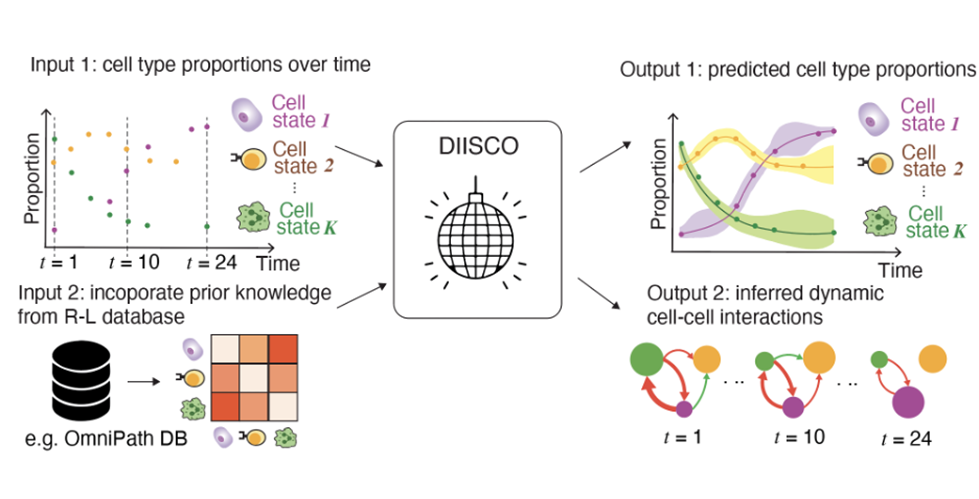 Input 1: cell type proportions over time
Proportion
Cell
state 1
Cell
state 2
...
Cell
state K
t = 1
t = 10
t = 24
Time
Input 2: incoporate prior knowledge
from R-L database
e.g. OmniPath DB
DIISCO
Output 1: predicted cell type proportions
Proportion
Cell
state 1
Cell
state 2
...
Cell
state K
Time
Output 2: inferred dynamic
cell-cell interactions
. ..
. ..
t = 1
t = 10
t = 24